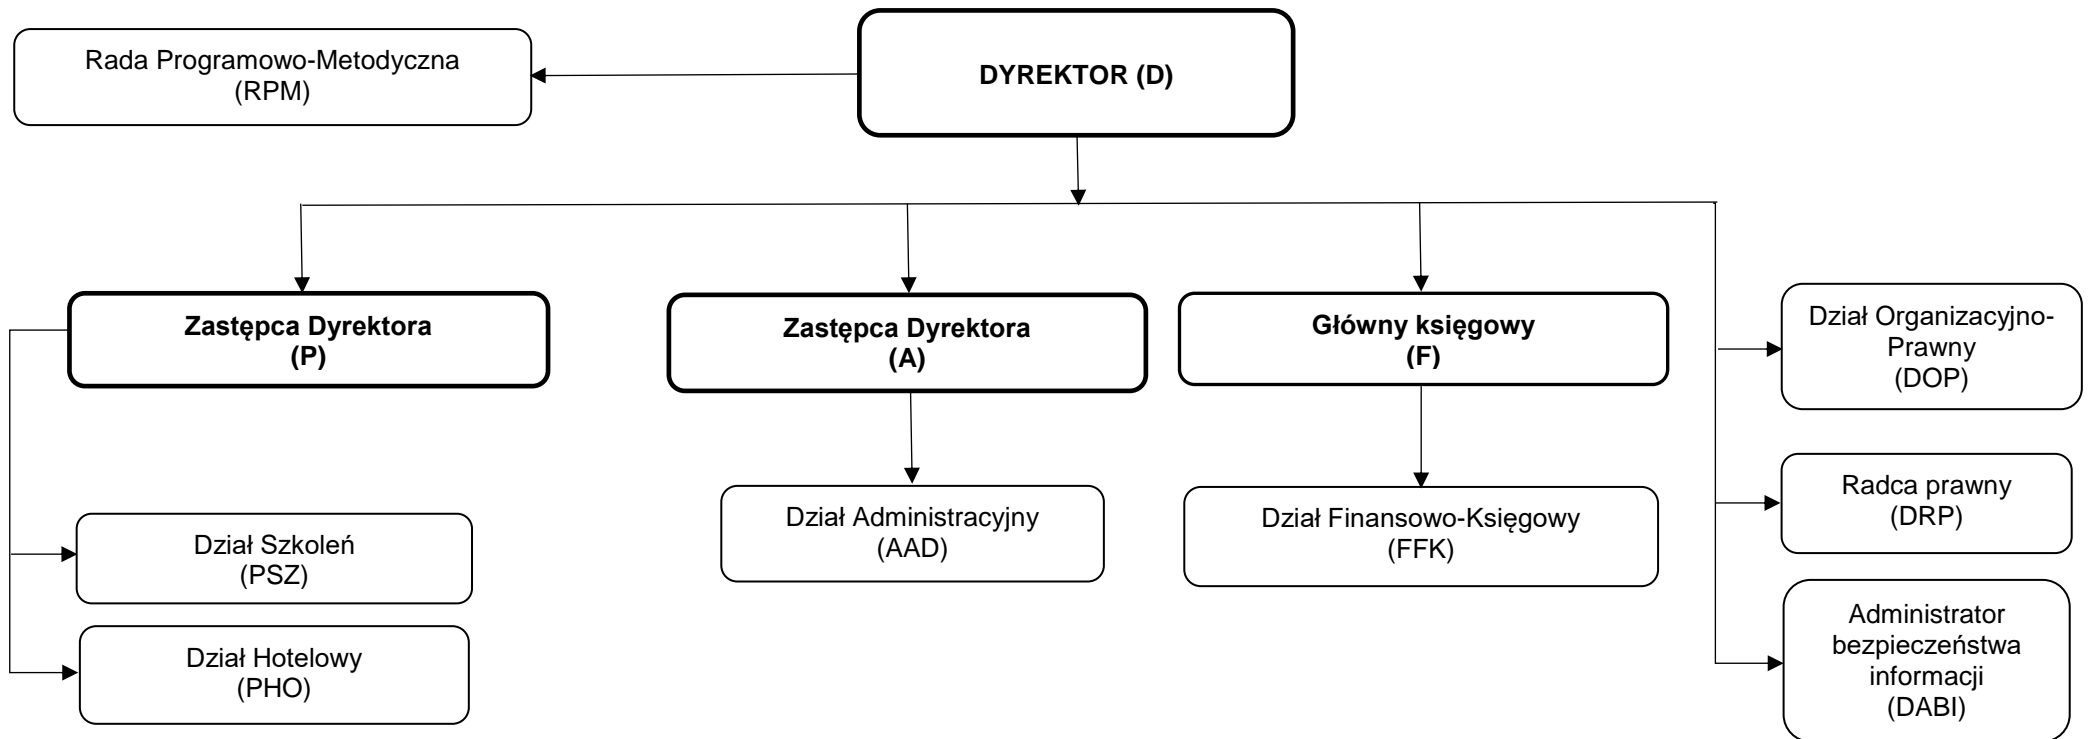 Rada Programowo-Metodyczna
(RPM)
DYREKTOR (D)
Zastępca Dyrektora
(P)
Zastępca Dyrektora
(A)
Główny księgowy
(F)
Dział Organizacyjno-
Prawny
(DOP)
Dział Szkoleń
(PSZ)
Dział Administracyjny
(AAD)
Dział Finansowo-Księgowy
(FFK)
Radca prawny
(DRP)
Dział Hotelowy
(PHO)
Administrator
bezpieczeństwa
informacji
(DABI)